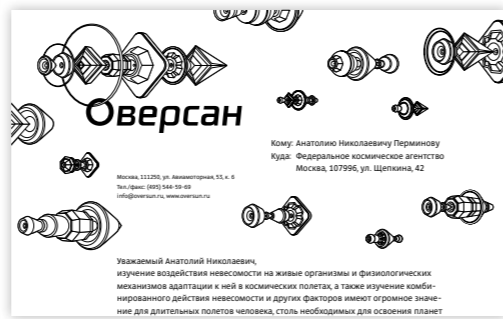 Оверсан
Кому: Анатолию Николаевичу Перминову
Куда: Федеральное космическое агентство
Москва, 107996, ул. Щепкина, 42
Москва, 111250, ул. Авиамоторная, 53, к. 6
Тел./факс: (495) 544-59-69
info@oversun.ru, www.oversun.ru
Уважаемый Анатолий Николаевич,
изучение воздействия невесомости на живые организмы и физиологических
механизмов адаптации к ней в космических полетах, а также изучение комби-
нированного действия невесомости и других факторов имеют огромное значе-
ние для длительных полетов человека, столь необходимых для освоения планет